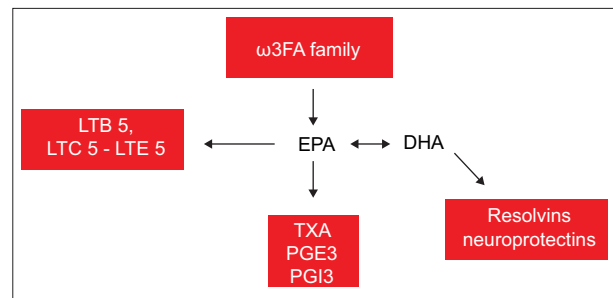 ω3FA family
LTB 5,
LTC 5 - LTE 5
EPA
DHA
TXA
PGE3
PGI3
Resolvins
neuroprotectins